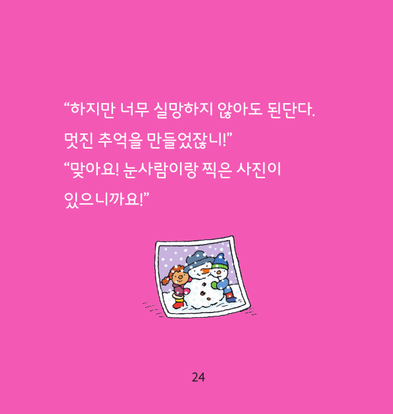 “하지만 너무 실망하지 않아도 된단다.
멋진 추억을 만들었잖니!”
“맞아요! 눈사람이랑 찍은 사진이
있으니까요!”
24